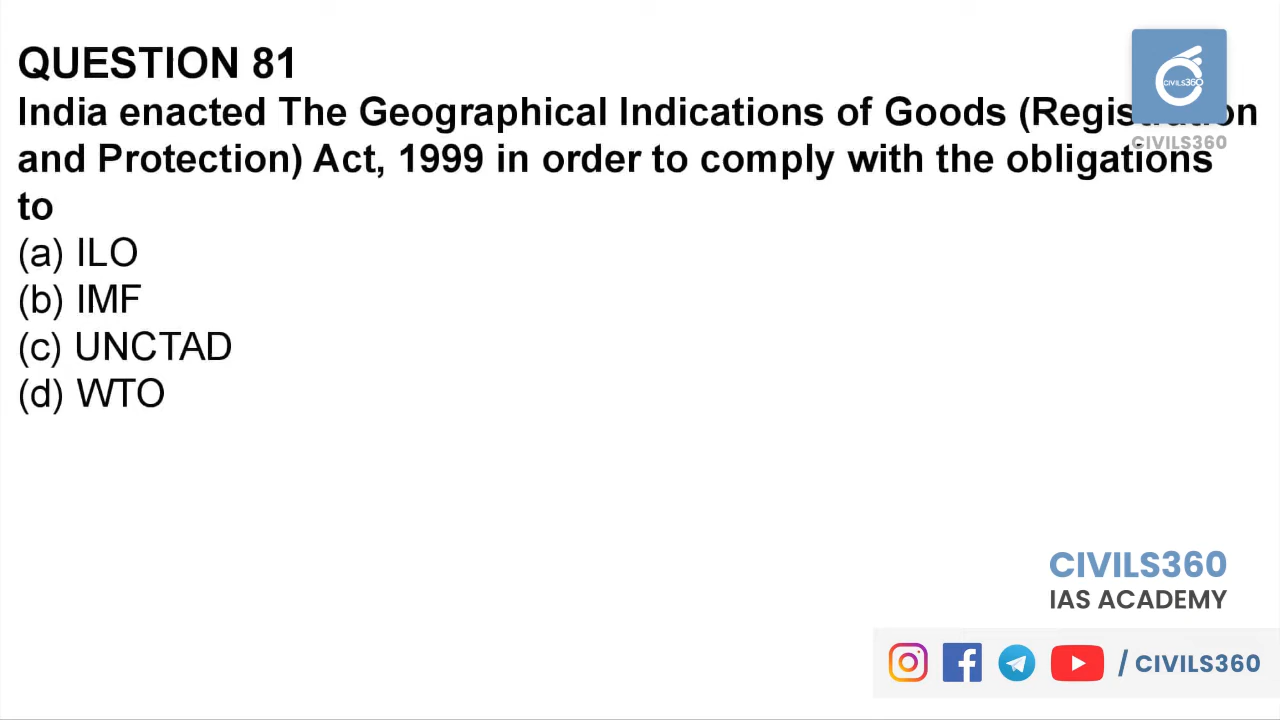 QUESTION 81
India enacted The Geographical Indications of Goods (Registration
and Protection) Act, 1999 in order to comply with the obligations
to
(a) ILO
(b) IMF
(c) UNCTAD
(d) WTO
CIVILS360
CIVILS360
CIVILS360
IAS ACADEMY
/ CIVILS360